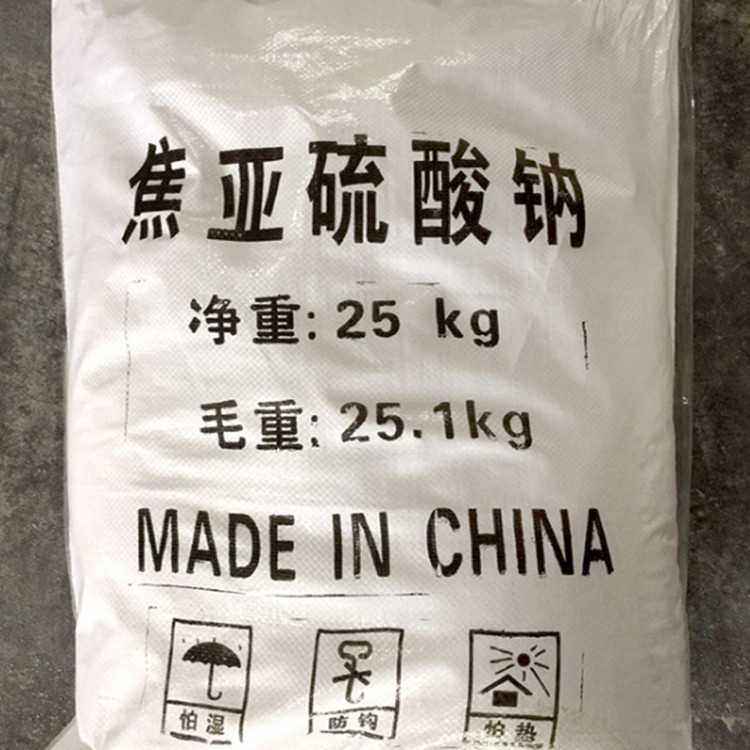 焦亚硫酸钠
净重:25 kg
毛重:25.1kg
MADE IN CHINA
怕湿 防钩 怕热